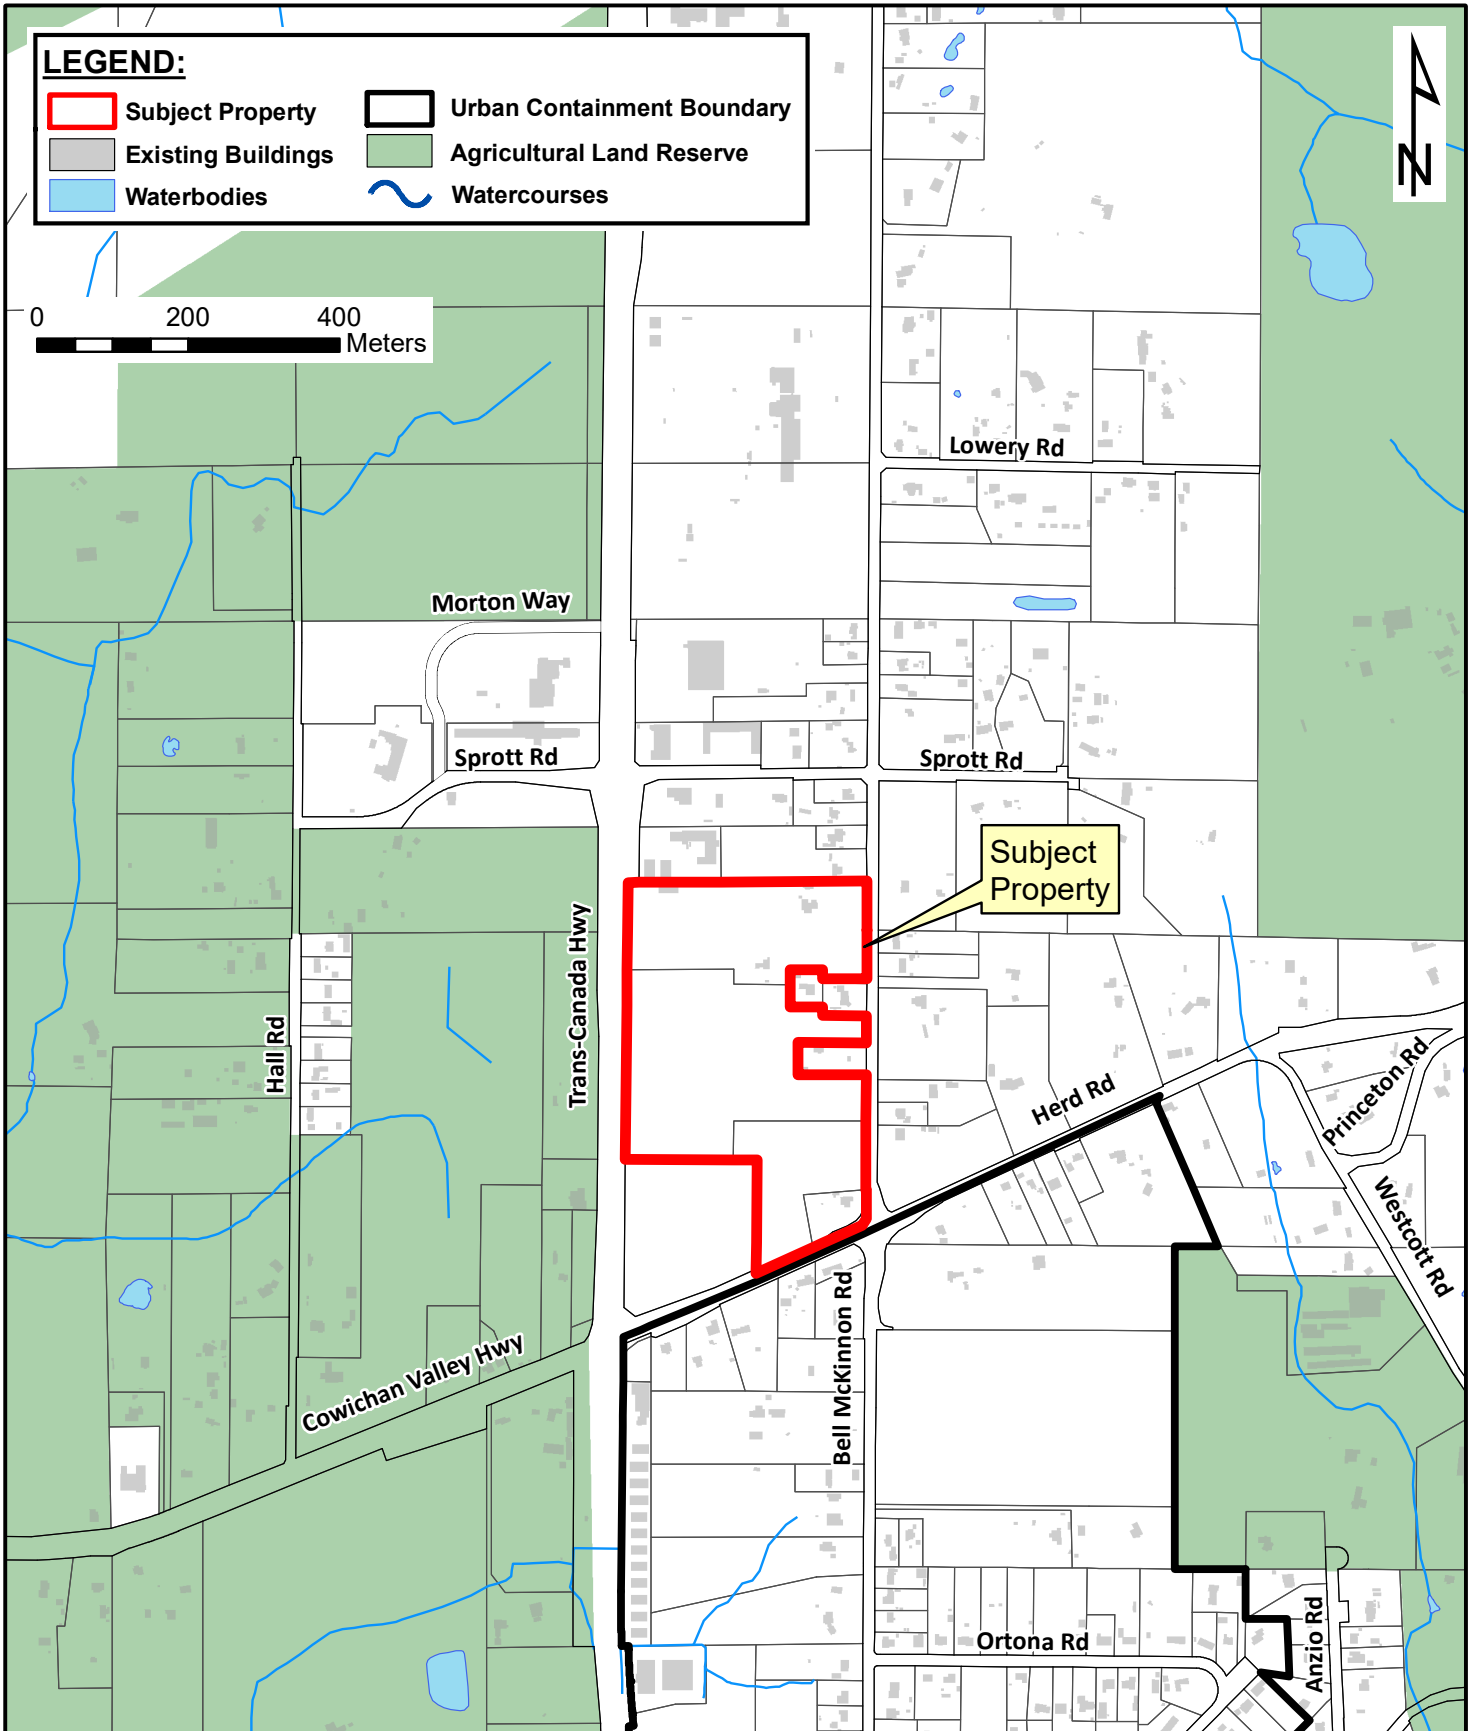 LEGEND:
Subject Property
Urban Containment Boundary
Existing Buildings
Agricultural Land Reserve
Waterbodies
Watercourses
N
0 200 400
Meters
Lowery Rd
Morton Way
Sprott Rd
Sprott Rd
Subject
Property
Trans-Canada Hwy
Hall Rd
Herd Rd
Princeton Rd
Westcott Rd
Bell McKinnon Rd
Cowichan Valley Hwy
Ortona Rd
Anzio Rd